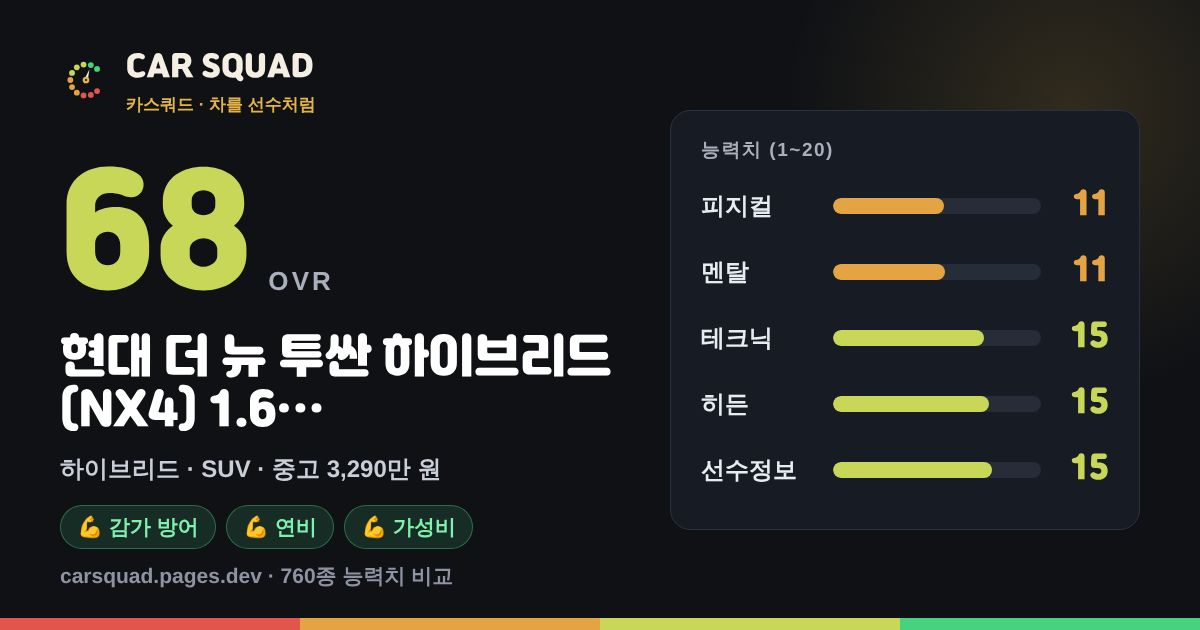 CAR SQUAD
카스쿼드 · 차를 선수처럼
68 OVR
현대 더 뉴 투싼 하이브리드
(NX4) 1.6…
하이브리드 · SUV · 중고 3,290만 원
💪 감가 방어 💪 연비 💪 가성비
carsquad.pages.dev · 760종 능력치 비교
능력치 (1~20)
피지컬 11
멘탈 11
테크닉 15
히든 15
선수정보 15